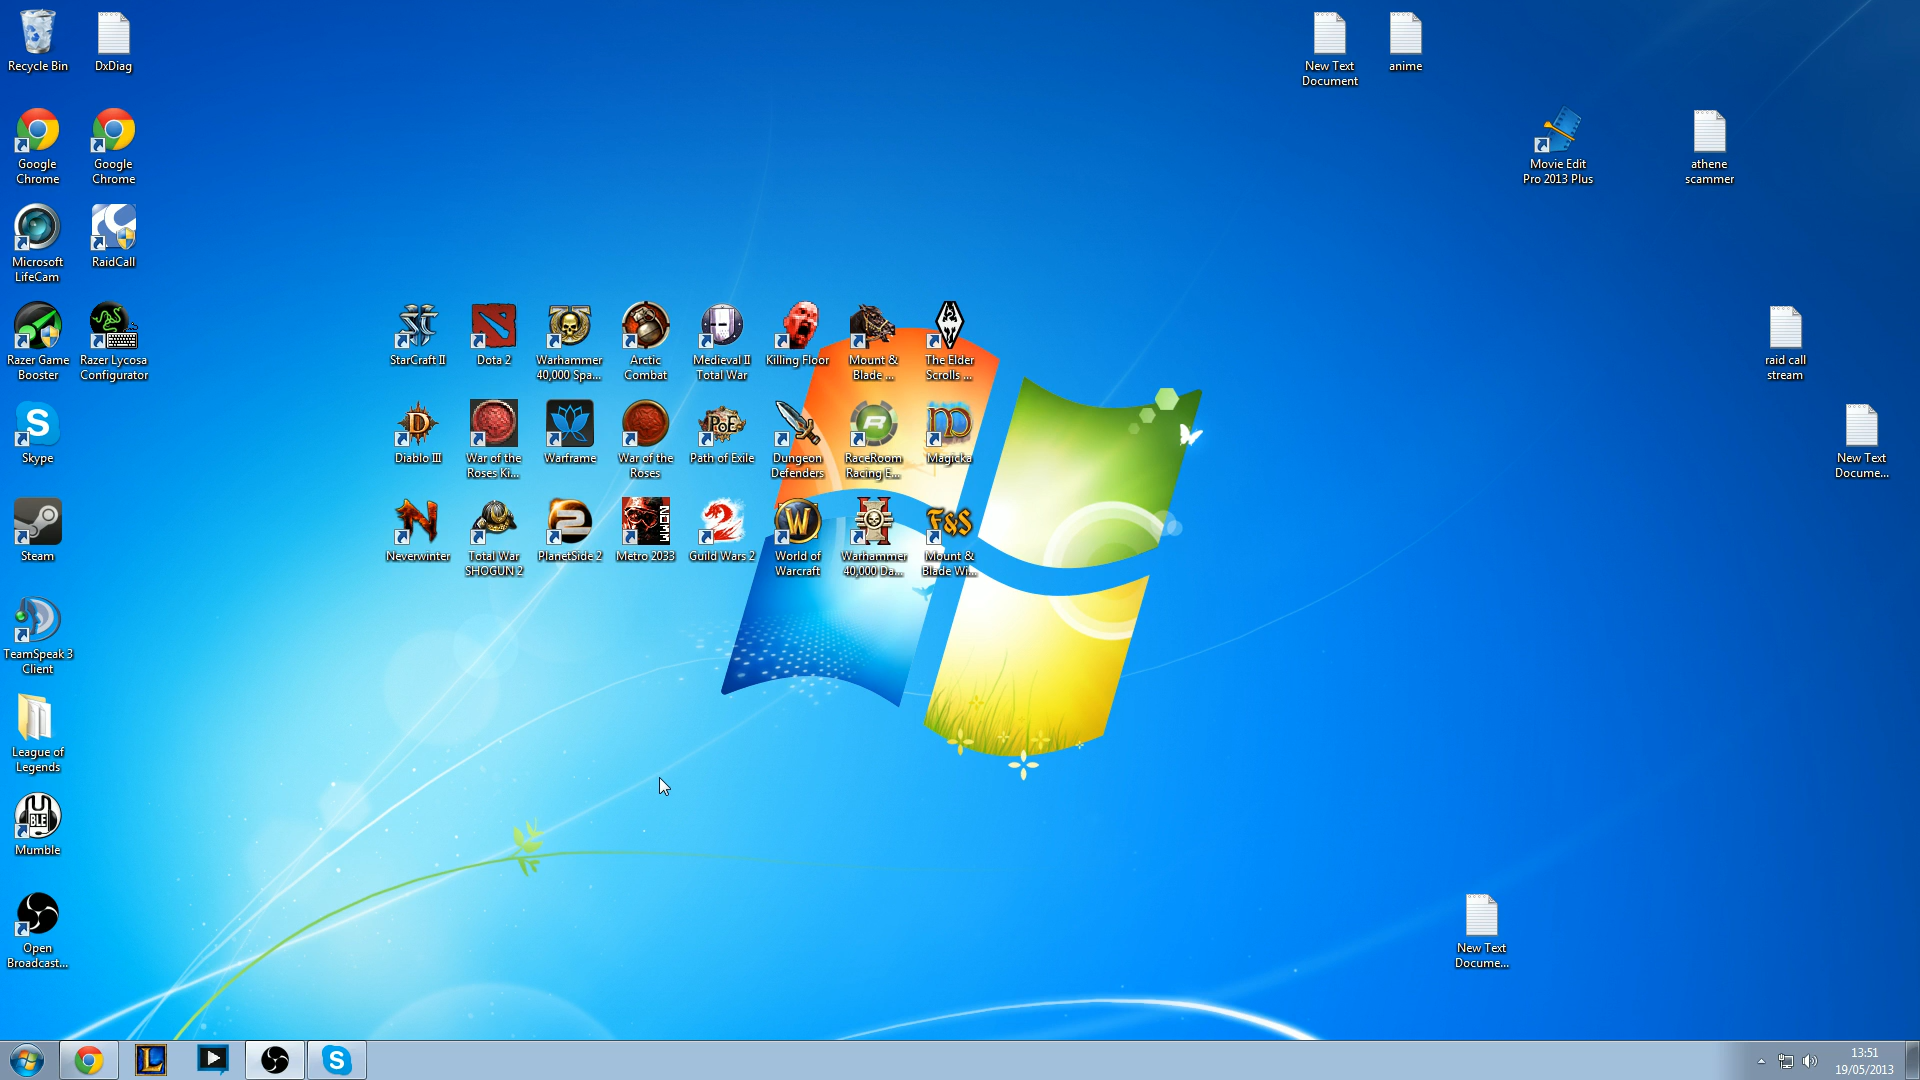 Recycle Bin
DxDiag
New Text
Document
anime
Google
Chrome
Google
Chrome
Movie Edit
Pro 2013 Plus
athene
scammer
Microsoft
LifeCam
RaidCall
Razer Game
Booster
Razer Lycosa
Configurator
StarCraft II
Dota 2
Warhammer
40,000 Spa...
Arctic
Combat
Medieval II
Total War
Killing Floor
Mount &
Blade ...
The Elder
Scrolls ...
raid call
stream
Skype
Diablo III
War of the
Roses Ki...
Warframe
War of the
Roses
Path of Exile
Dungeon
Defenders
RaceRoom
Racing E...
Magicka
New Text
Docume...
Steam
Neverwinter
Total War
SHOGUN 2
PlanetSide 2
Metro 2033
Guild Wars 2
World of
Warcraft
Warhammer
40,000 Da...
Mount &
Blade Wi...
TeamSpeak 3
Client
League of
Legends
Mumble
Open
Broadcast...
New Text
Docume...
13:51
19/05/2013